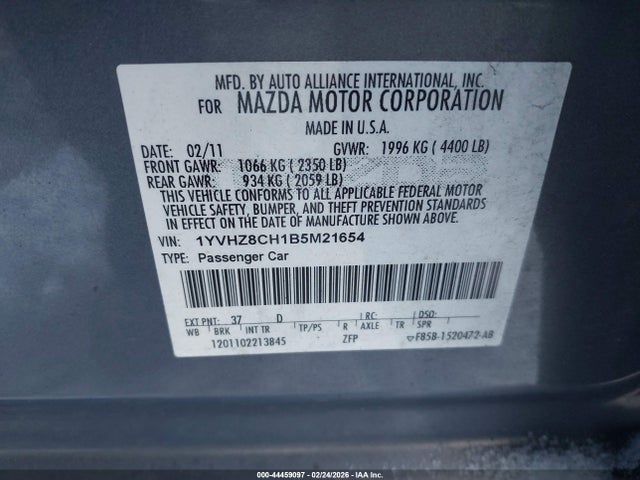 MFD. BY AUTO ALLIANCE INTERNATIONAL, INC.
FOR MAZDA MOTOR CORPORATION
MADE IN U.S.A.
DATE: 02/11 GVWR: 1996 KG ( 4400 LB)
FRONT GAWR: 1066 KG ( 2350 LB)
REAR GAWR: 934 KG ( 2059 LB)
THIS VEHICLE CONFORMS TO ALL APPLICABLE FEDERAL MOTOR
VEHICLE SAFETY, BUMPER, AND THEFT PREVENTION STANDARDS
IN EFFECT ON THE DATE OF MANUFACTURE SHOWN ABOVE.
VIN: 1YVHZ8CH1B5M21654
TYPE: Passenger Car
EXT PNT: 37 D RC: DSO:
WB BRK INT TR TP/PS R AXLE TR SPR
1201102213845 ZFP F85B-1520472-AB
000-44459097 - 02/24/2026 - IAA Inc.